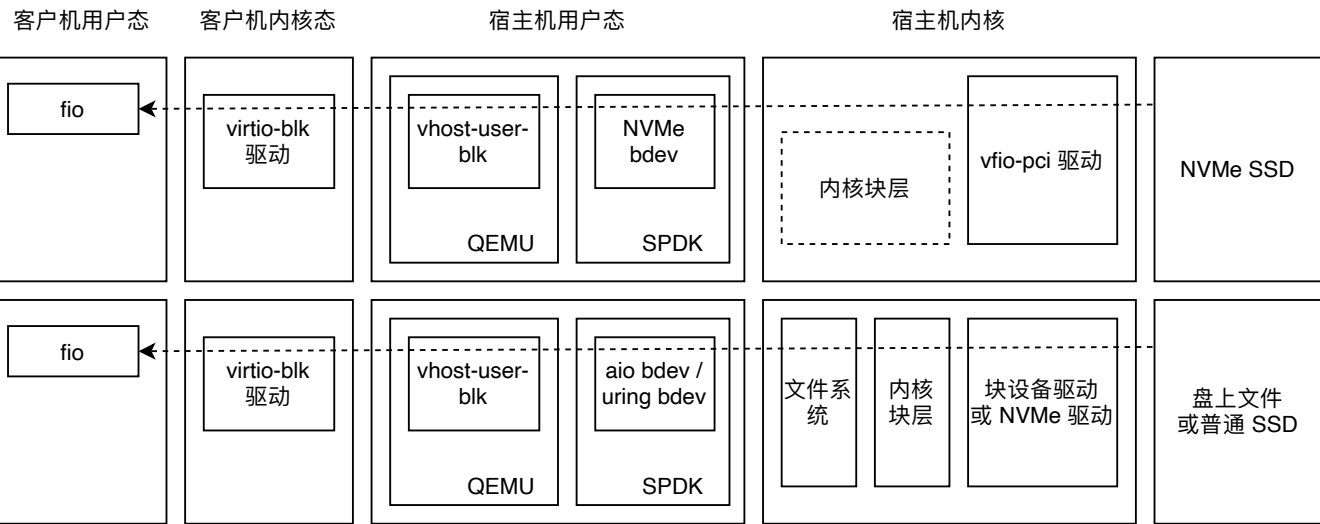 客户机用户态
客户机内核态
宿主机用户态
宿主机内核
fio
virtio-blk
驱动
vhost-user-
blk
QEMU
NVMe
bdev
SPDK
内核块层
vfio-pci 驱动
NVMe SSD
fio
virtio-blk
驱动
vhost-user-
blk
QEMU
aio bdev /
uring bdev
SPDK
文件系
统
内核
块层
块设备驱动
或 NVMe 驱动
盘上文件
或普通 SSD